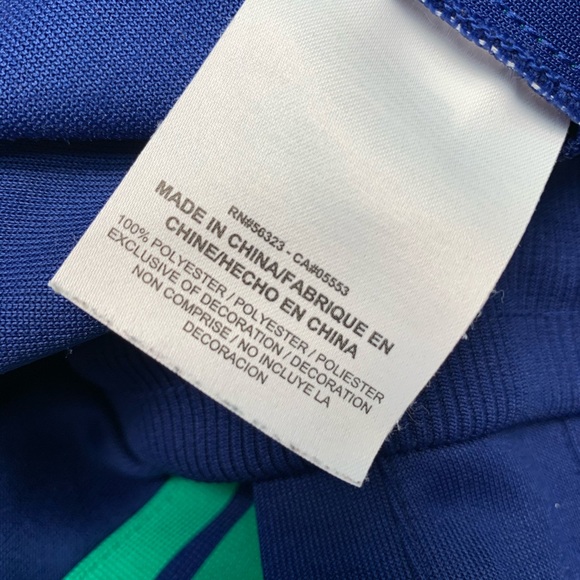 RN#56323 - CA#05553
MADE IN CHINA/FABRIQUE EN
CHINE/HECHO EN CHINA
100% POLYESTER / POLYESTER / POLIESTER
EXCLUSIVE OF DECORATION / DECORATION
NON COMPRISE / NO INCLUYE LA
DECORACION